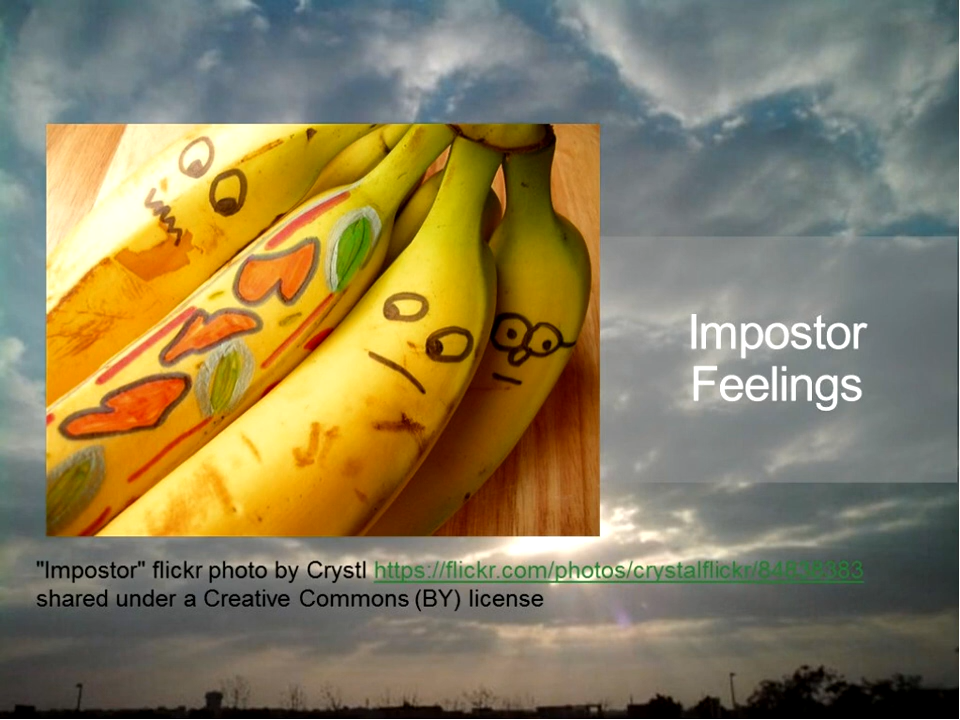 Impostor
Feelings
"Impostor" flickr photo by Crystl https://flickr.com/photos/crystalflickr/84838383
shared under a Creative Commons (BY) license